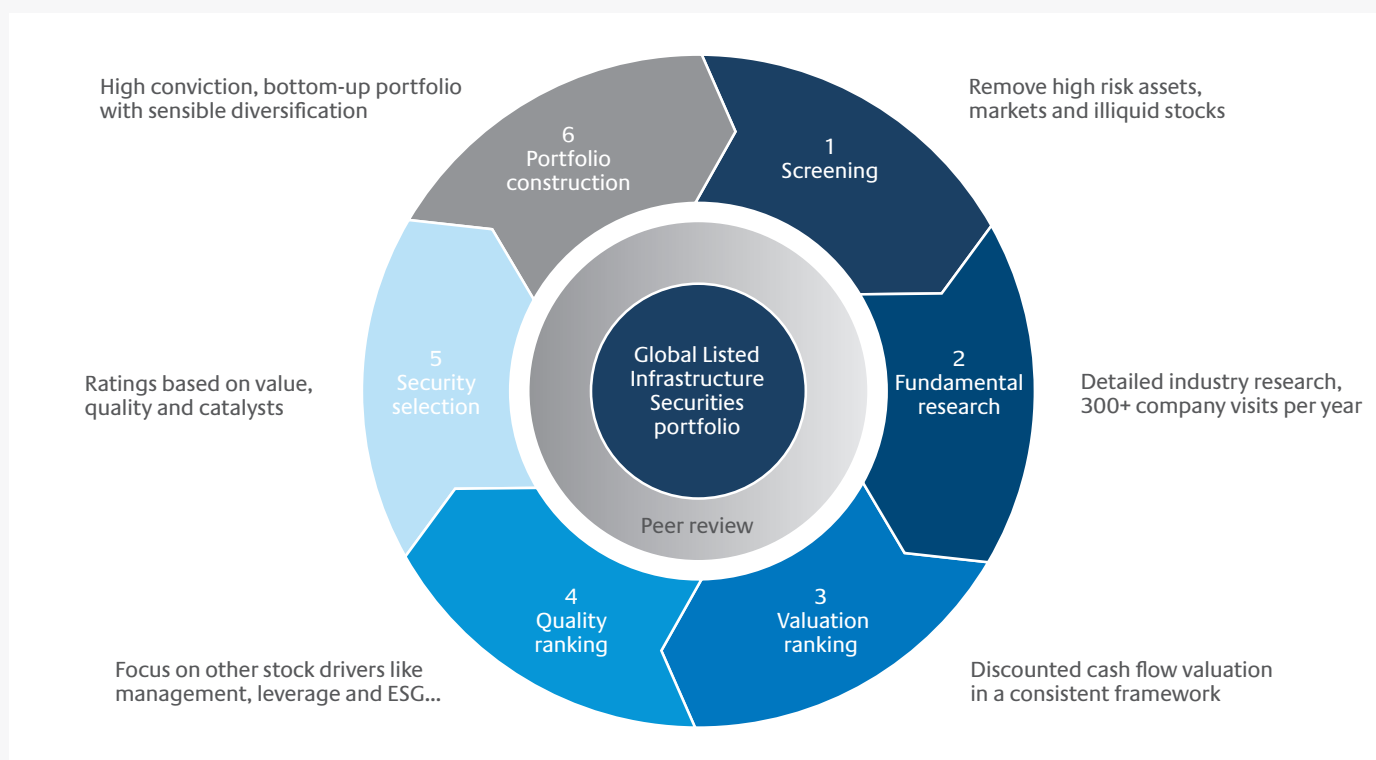 1
Screening
Remove high risk assets,
markets and illiquid stocks
2
Fundamental
research
Detailed industry research,
300+ company visits per year
3
Valuation
ranking
Discounted cash flow valuation
in a consistent framework
4
Quality
ranking
Focus on other stock drivers like
management, leverage and ESG...
5
Security
selection
Ratings based on value,
quality and catalysts
6
Portfolio
construction
High conviction, bottom-up portfolio
with sensible diversification
Global Listed
Infrastructure
Securities
portfolio
Peer review